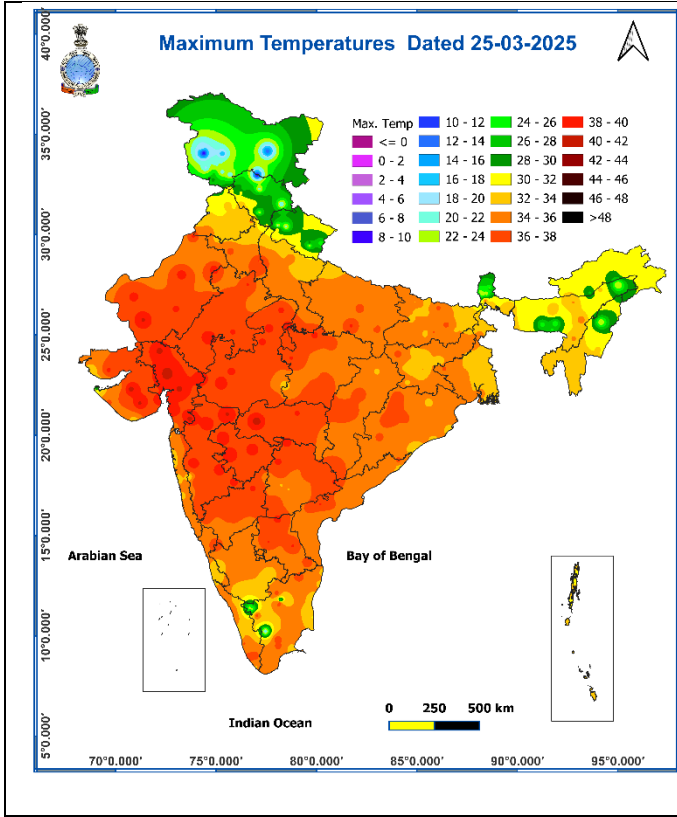 Maximum Temperatures Dated 25-03-2025
Max. Temp
<= 0
0 - 2
2 - 4
4 - 6
6 - 8
8 - 10
10 - 12
12 - 14
14 - 16
16 - 18
18 - 20
20 - 22
22 - 24
24 - 26
26 - 28
28 - 30
30 - 32
32 - 34
34 - 36
36 - 38
38 - 40
40 - 42
42 - 44
44 - 46
46 - 48
>48
40°0.000'
35°0.000'
30°0.000'
25°0.000'
20°0.000'
15°0.000'
10°0.000'
5°0.000'
Arabian Sea
Bay of Bengal
Indian Ocean
0 250 500 km
70°0.000' 75°0.000' 80°0.000' 85°0.000' 90°0.000' 95°0.000'